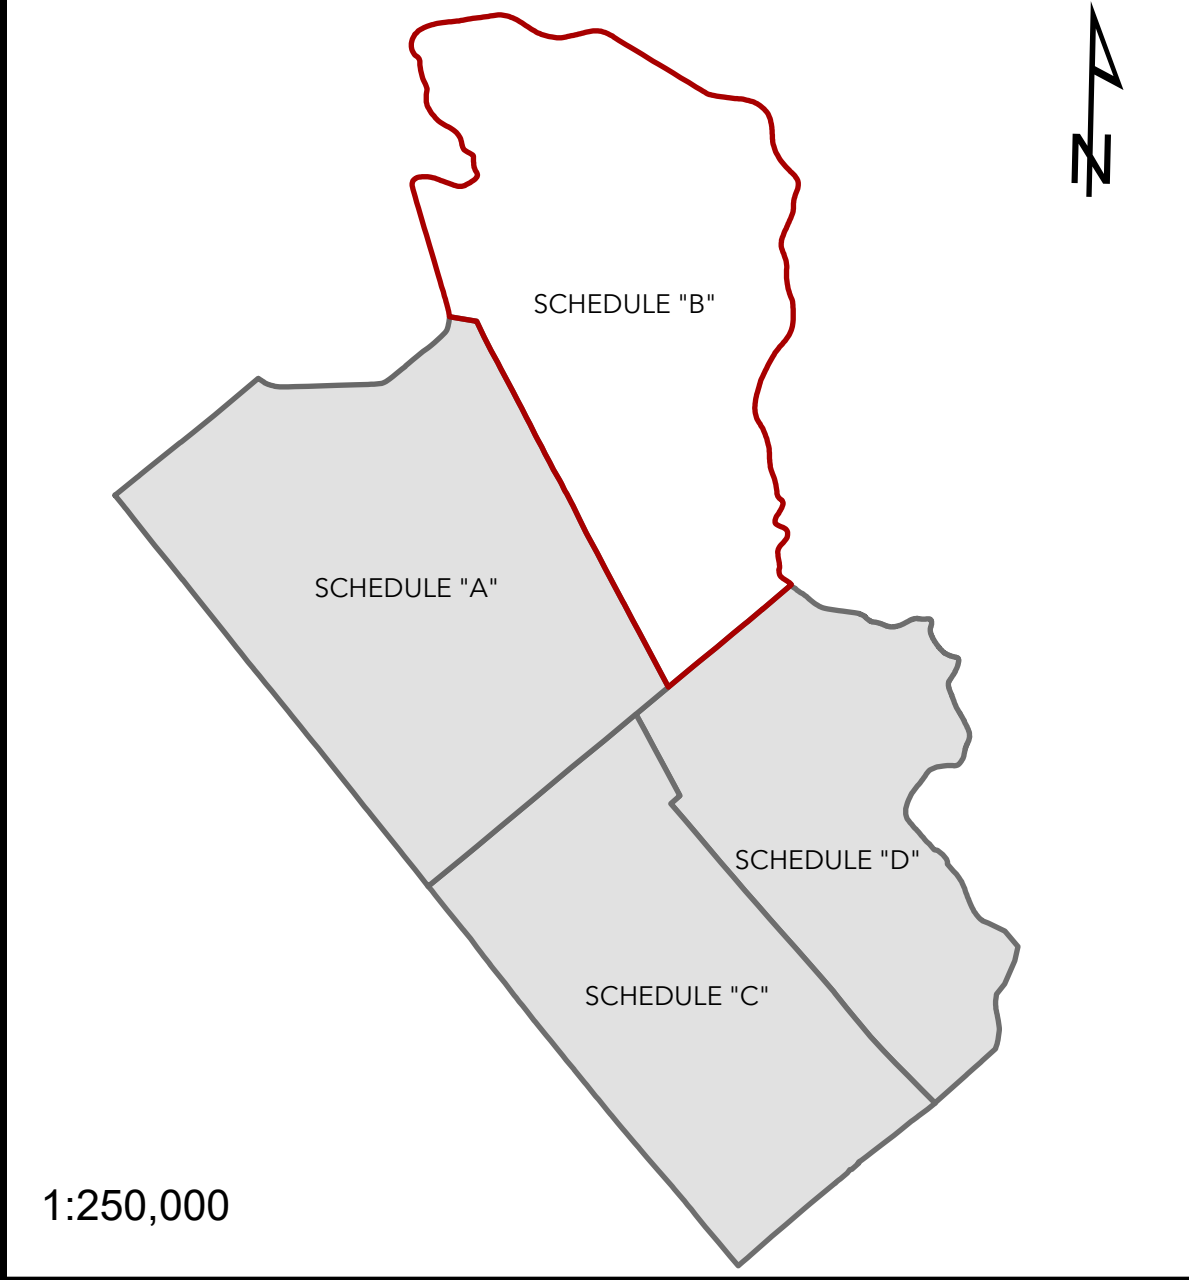 N
SCHEDULE "B"
SCHEDULE "A"
SCHEDULE "D"
SCHEDULE "C"
1:250,000